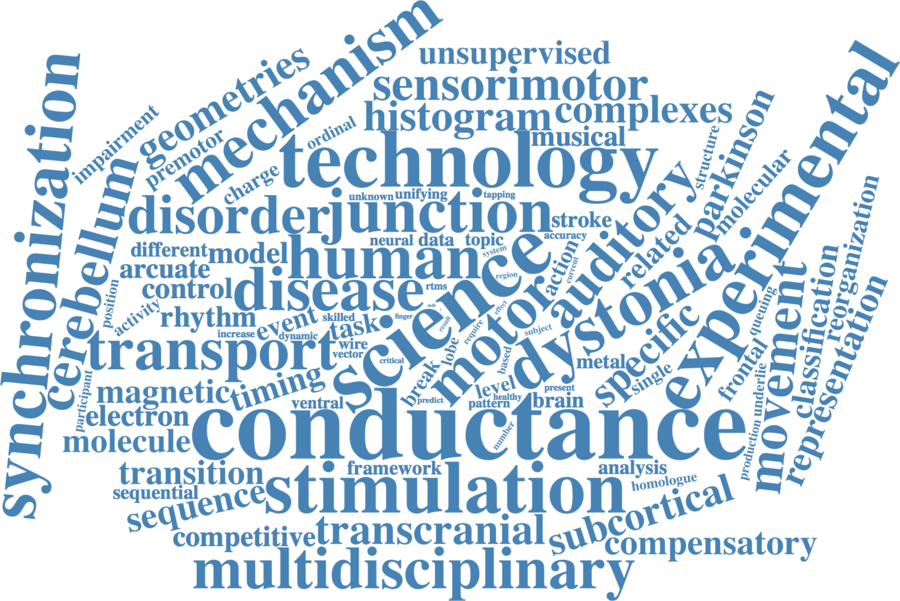 unsupervised
sensorimotor
histogram
complexes
musical
mechanism
geometries
impairment
premotor
charge
ordinal
technology
synchronization
cerebellum
disorder
junction
unknown
unifying
tapping
stroke
accuracy
structure
parkinson
molecular
experimental
auditory
related
different
model
human
neural
data
topic
system
region
action
current
arcuate
control
disease
rtms
science
motor
dystonia
position
activity
rhythm
increase
event
dynamic
skilled
task
finger
wire
vector
critical
transport
require
effect
subject
based
lobe
break
predict
level
healthy
pattern
present
brain
metal
specific
single
frontal
queuing
movement
classification
reorganization
representation
production
underlie
participant
magnetic
timing
ventral
electron
molecule
conductance
number
transition
framework
analysis
homologue
sequential
sequence
stimulation
subcortical
competitive
transcranial
compensatory
multidisciplinary